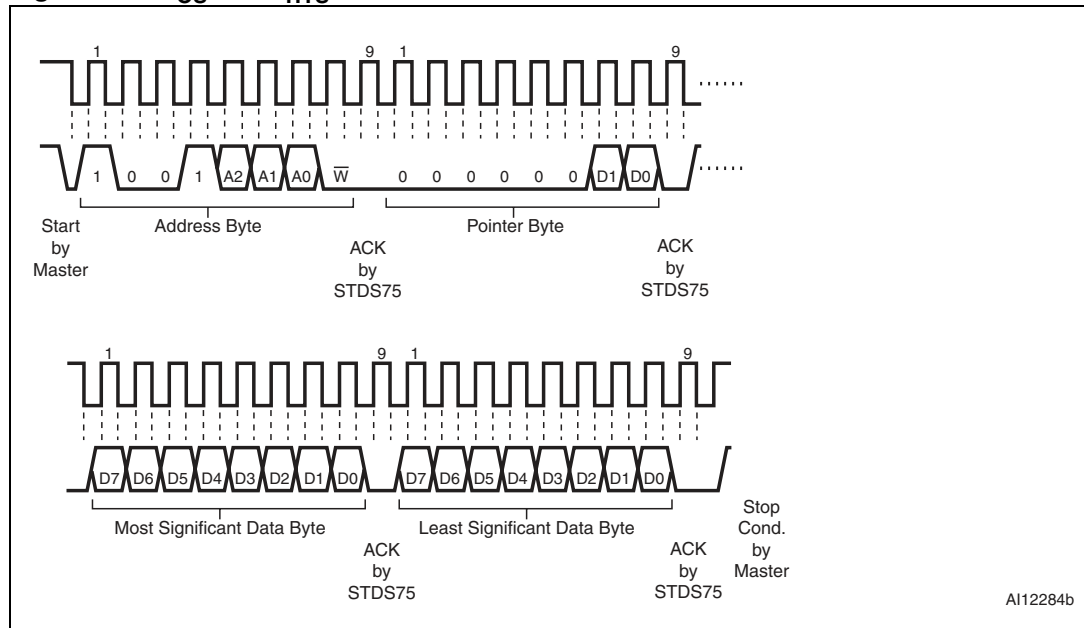 1 9 1 9
1 0 0 1 A2 A1 A0 W 0 0 0 0 0 0 D1 D0
Address Byte Pointer Byte
Start
by
Master
ACK
by
STDS75
ACK
by
STDS75
1 9 1 9
D7 D6 D5 D4 D3 D2 D1 D0 D7 D6 D5 D4 D3 D2 D1 D0
Most Significant Data Byte Least Significant Data Byte
ACK
by
STDS75
ACK
by
STDS75
Stop
Cond.
by
Master
AI12284b